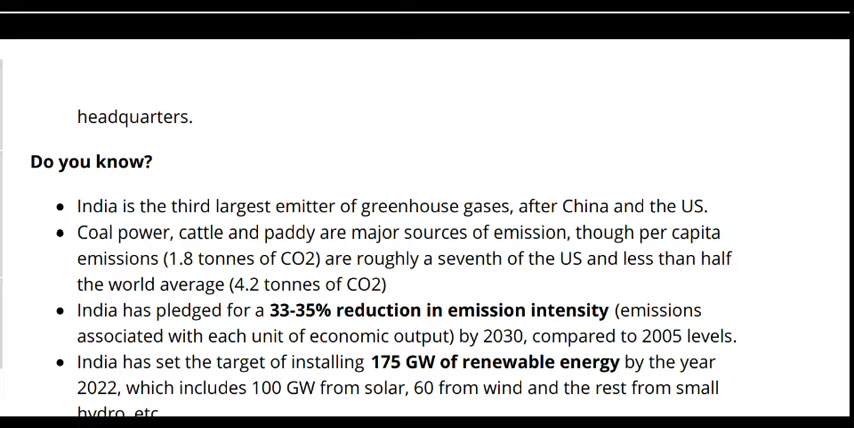 headquarters.
Do you know?
● India is the third largest emitter of greenhouse gases, after China and the US.
● Coal power, cattle and paddy are major sources of emission, though per capita
emissions (1.8 tonnes of CO2) are roughly a seventh of the US and less than half
the world average (4.2 tonnes of CO2)
● India has pledged for a 33-35% reduction in emission intensity (emissions
associated with each unit of economic output) by 2030, compared to 2005 levels.
● India has set the target of installing 175 GW of renewable energy by the year
2022, which includes 100 GW from solar, 60 from wind and the rest from small
hydro, etc